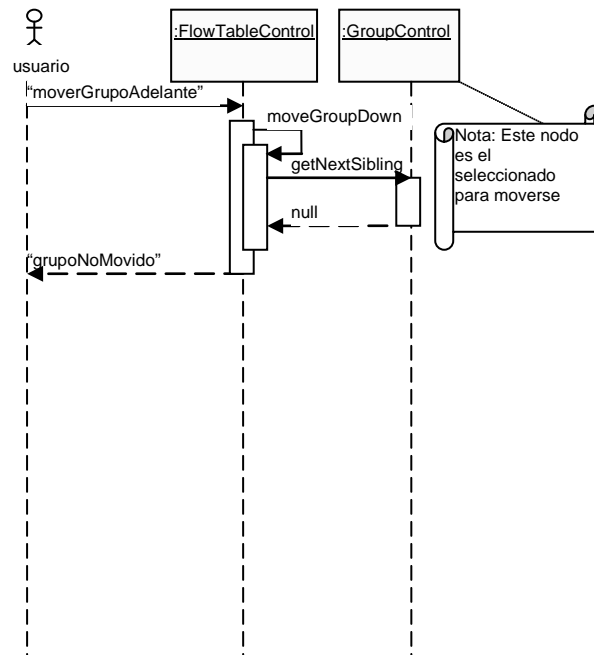 :FlowTableControl
:GroupControl
usuario
“moverGrupoAdelante”
moveGroupDown
Nota: Este nodo
es el
seleccionado
para moverse
getNextSibling
null
“grupoNoMovido”